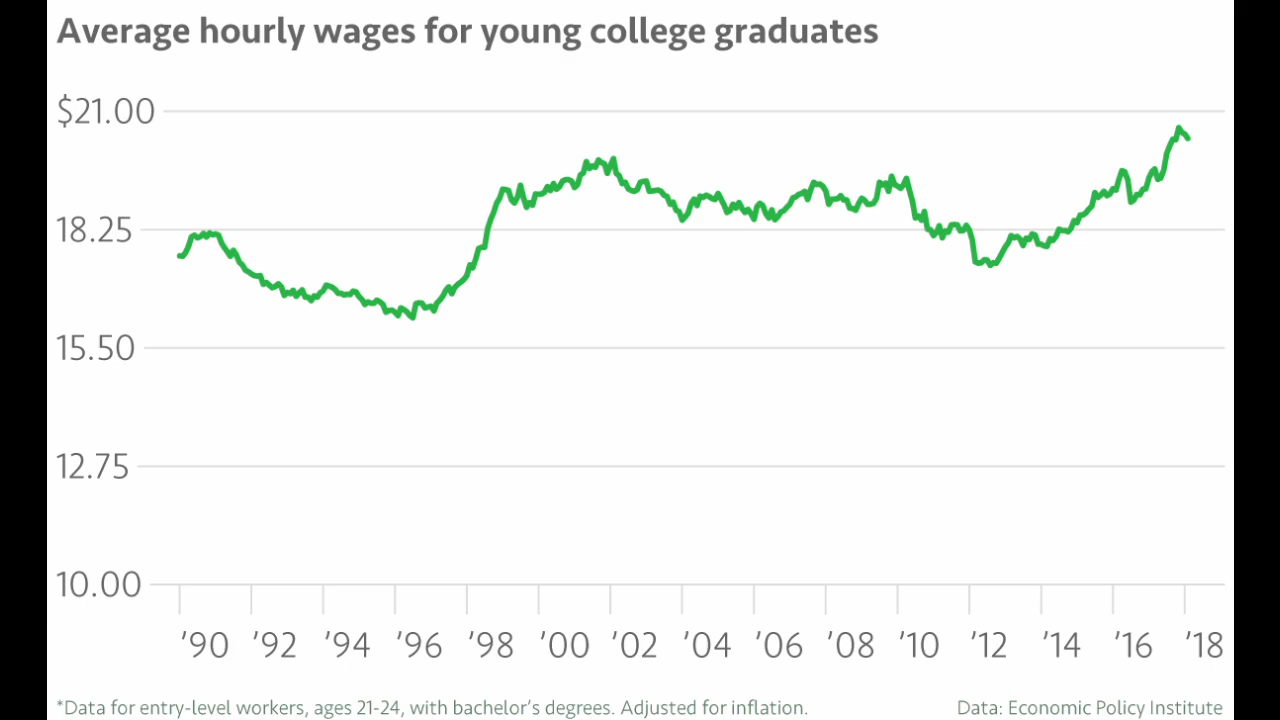 Average hourly wages for young college graduates
$21.00
18.25
15.50
12.75
10.00
’90 ’92 ’94 ’96 ’98 ’00 ’02 ’04 ’06 ’08 ’10 ’12 ’14 ’16 ’18
*Data for entry-level workers, ages 21-24, with bachelor’s degrees. Adjusted for inflation.
Data: Economic Policy Institute